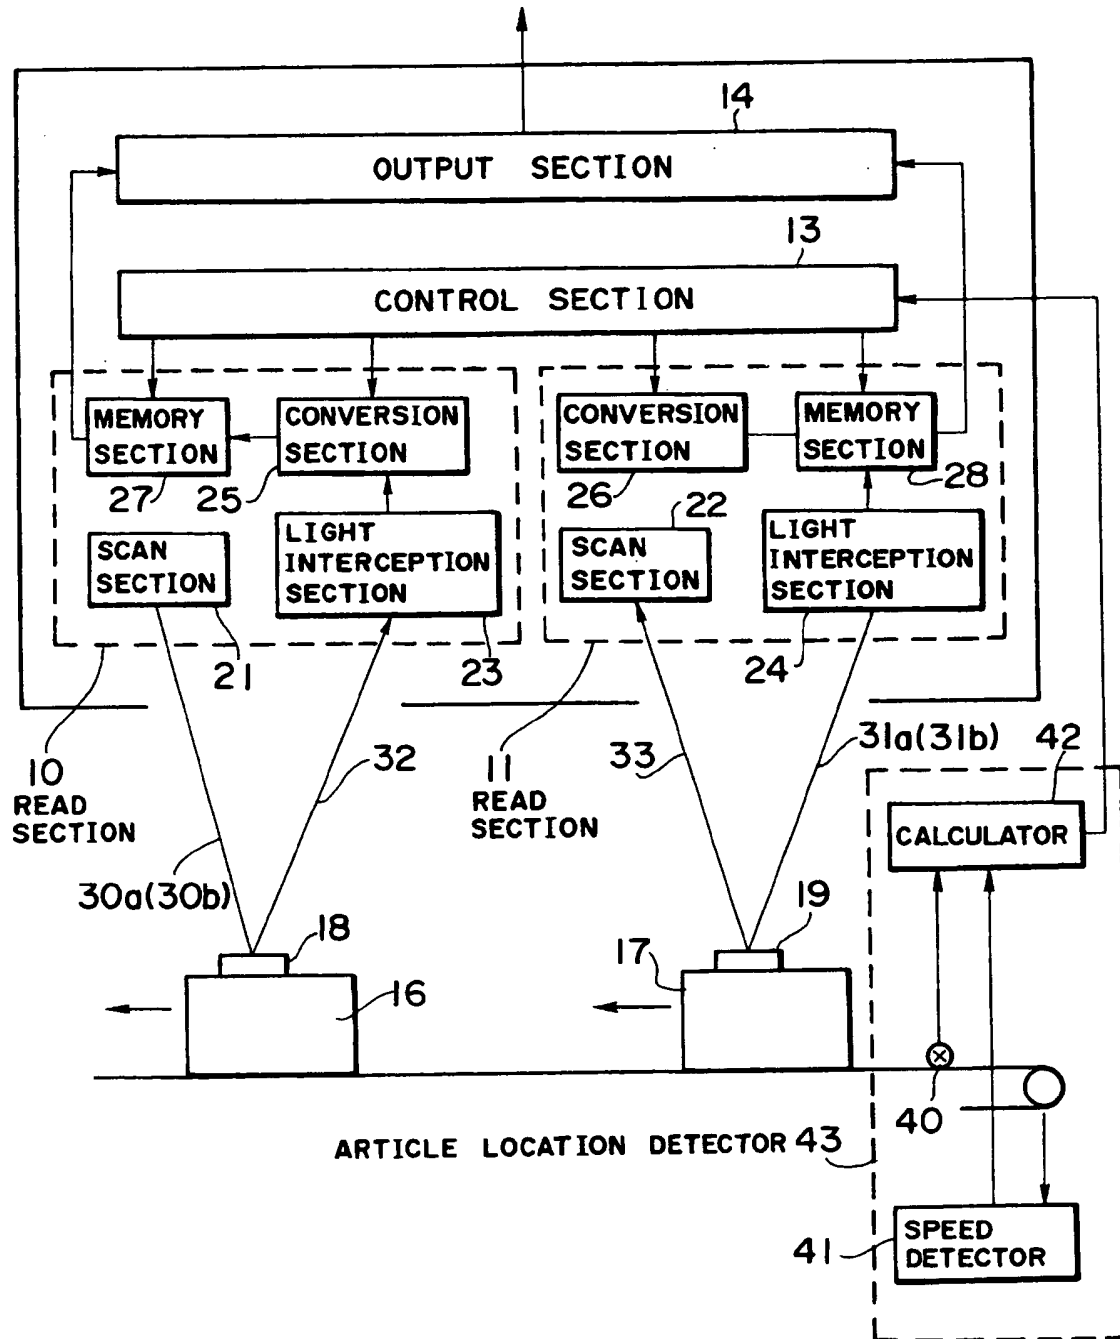 14
OUTPUT SECTION
13
CONTROL SECTION
MEMORY
SECTION
27
CONVERSION
SECTION
25
CONVERSION
SECTION
26
MEMORY
SECTION
28
SCAN
SECTION
21
LIGHT
INTERCEPTION
SECTION
23
22
SCAN
SECTION
LIGHT
INTERCEPTION
SECTION
24
10
READ
SECTION
32
30a(30b)
11
READ
SECTION
33
31a(31b)
42
CALCULATOR
18
16
19
17
40
ARTICLE LOCATION DETECTOR 43
41
SPEED
DETECTOR